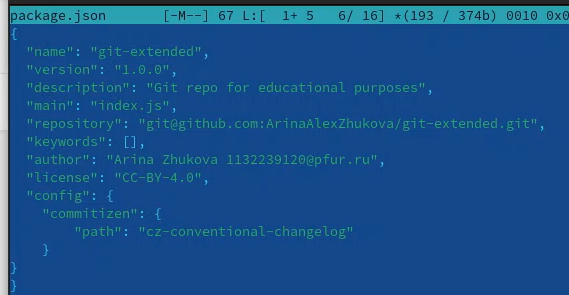 package.json [-M--] 67 L:[ 1+ 5 6/ 16] *(193 / 374b) 0010 0x0
{
"name": "git-extended",
"version": "1.0.0",
"description": "Git repo for educational purposes",
"main": "index.js",
"repository": "git@github.com:ArinaAlexZhukova/git-extended.git",
"keywords": [],
"author": "Arina Zhukova 1132239120@pfur.ru",
"license": "CC-BY-4.0",
"config": {
"commitizen": {
"path": "cz-conventional-changelog"
}
}
}